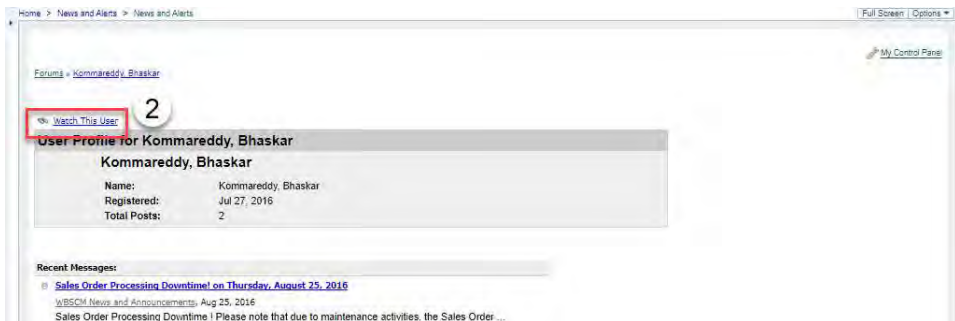 Home > News and Alerts > News and Alerts
Full Screen | Options
My Control Panel
Forums » Kommareddy, Bhaskar
Watch This User
2
User Profile for Kommareddy, Bhaskar
Kommareddy, Bhaskar
Name: Kommareddy, Bhaskar
Registered: Jul 27, 2016
Total Posts: 2
Recent Messages:
Sales Order Processing Downtime! on Thursday, August 25, 2016
WBSCM News and Announcements, Aug 25, 2016
Sales Order Processing Downtime ! Please note that due to maintenance activities, the Sales Order ...